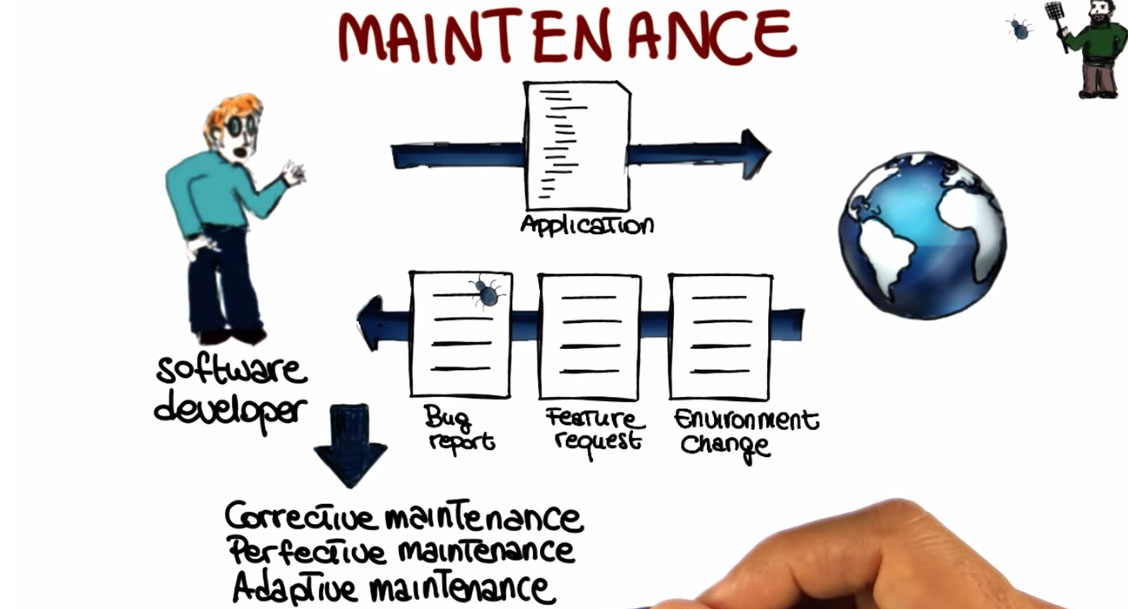 MAINTENANCE
Application
software
developer
Bug
report
Feature
request
Environment
change
Corrective maintenance
Perfective maintenance
Adaptive maintenance